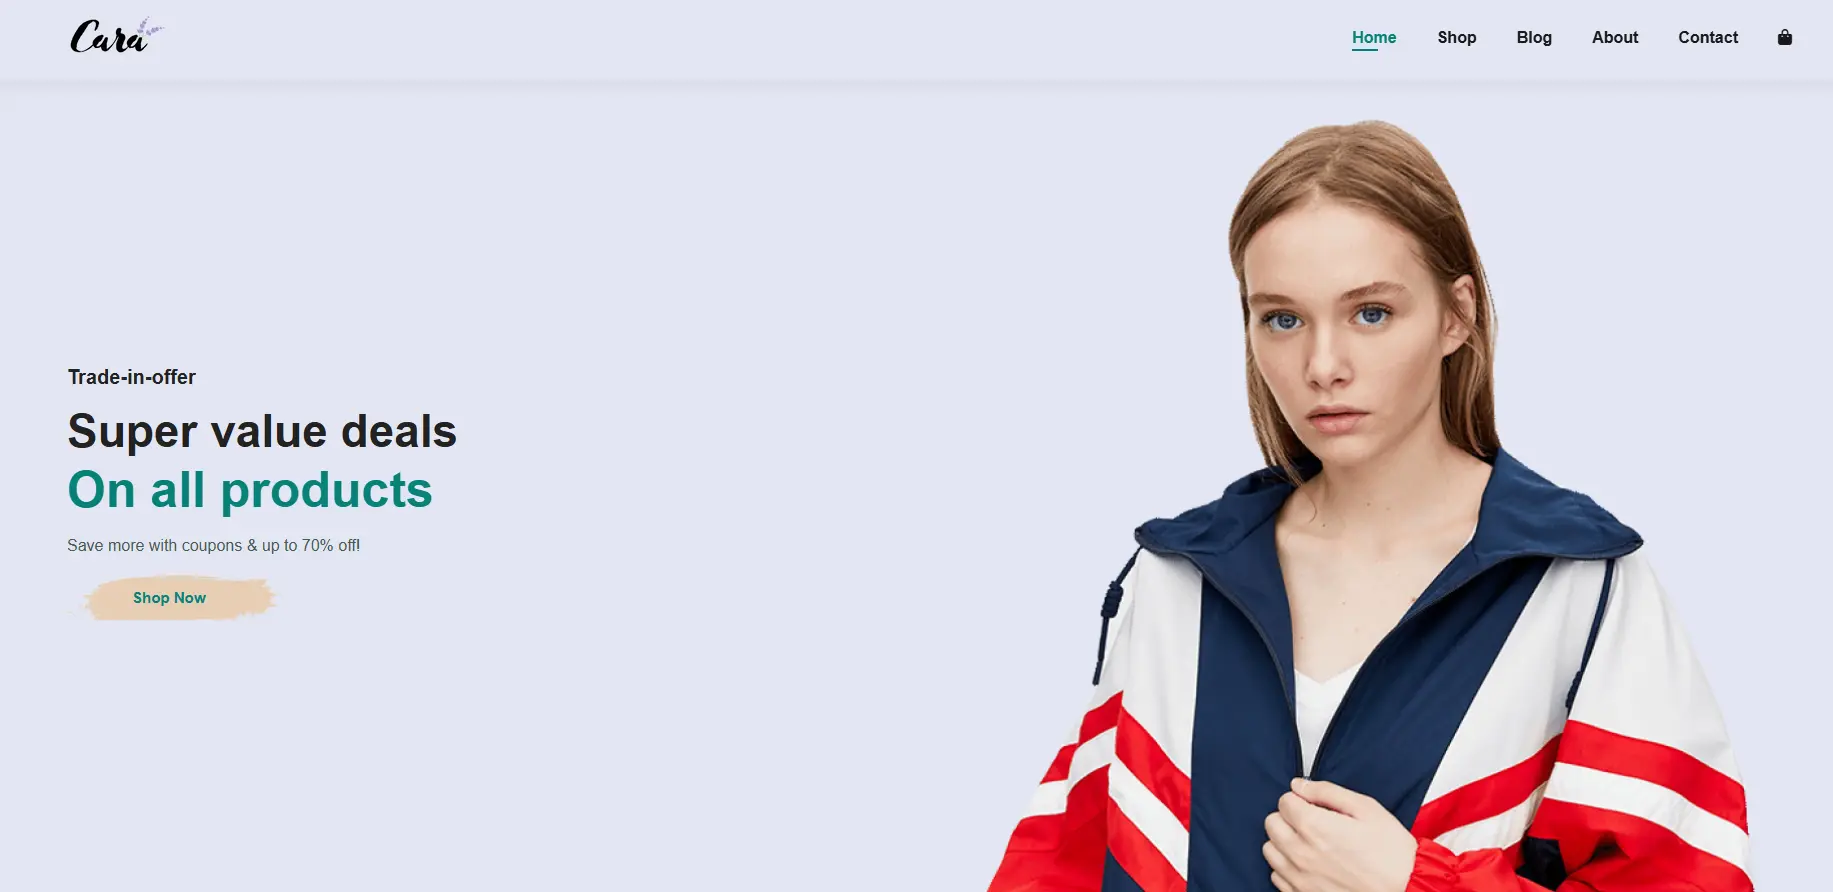 Cara
Home Shop Blog About Contact
Trade-in-offer
Super value deals
On all products
Save more with coupons & up to 70% off!
Shop Now